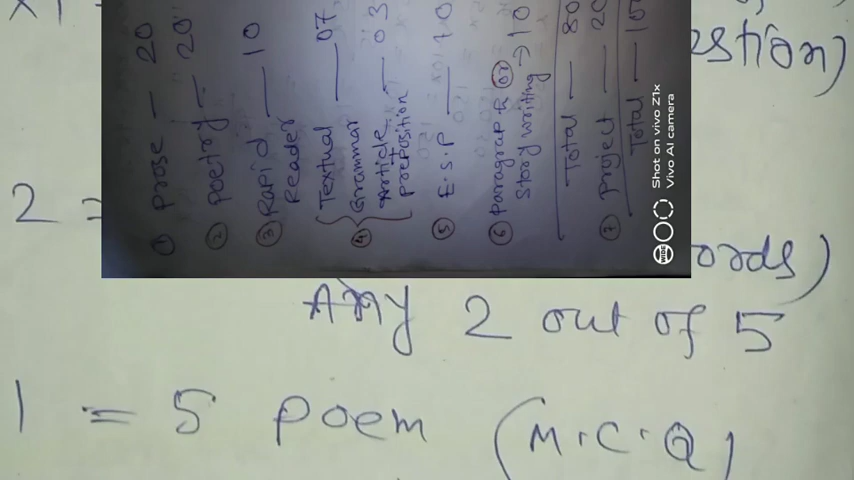 ① Prose — 20
② Poetry — 20
③ Rapid — 10
Reader
④ Textual — 07
Grammar
Article — 03
+
preposition
⑤ E.S.P — 10
⑥ Paragraph or
Story writing → 10
Total — 80
⑦ Project — 20
Total — 10
Shot on vivo Z1x
Vivo AI camera
estion)
2 =
ords)
Any 2 out of 5
1 = 5 poem (M.C.Q)